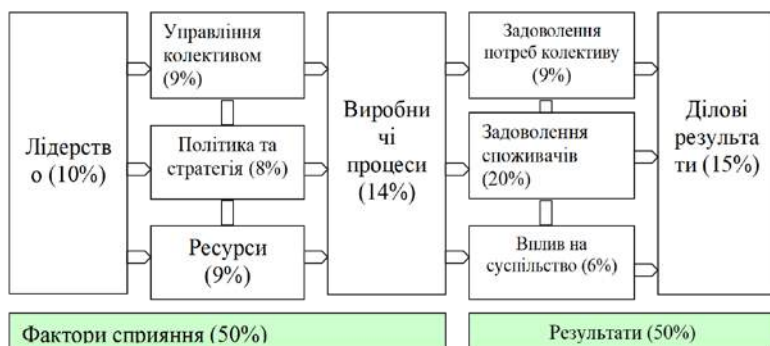 Лідерств
о (10%)
Управління
колективом
(9%)
Політика та
стратегія (8%)
Ресурси
(9%)
Виробни
чі процеси
(14%)
Задоволення
потреб колективу
(9%)
Задоволення
споживачів
(20%)
Вплив на
суспільство (6%)
Ділові
результа
ти (15%)
Фактори сприяння (50%)
Результати (50%)